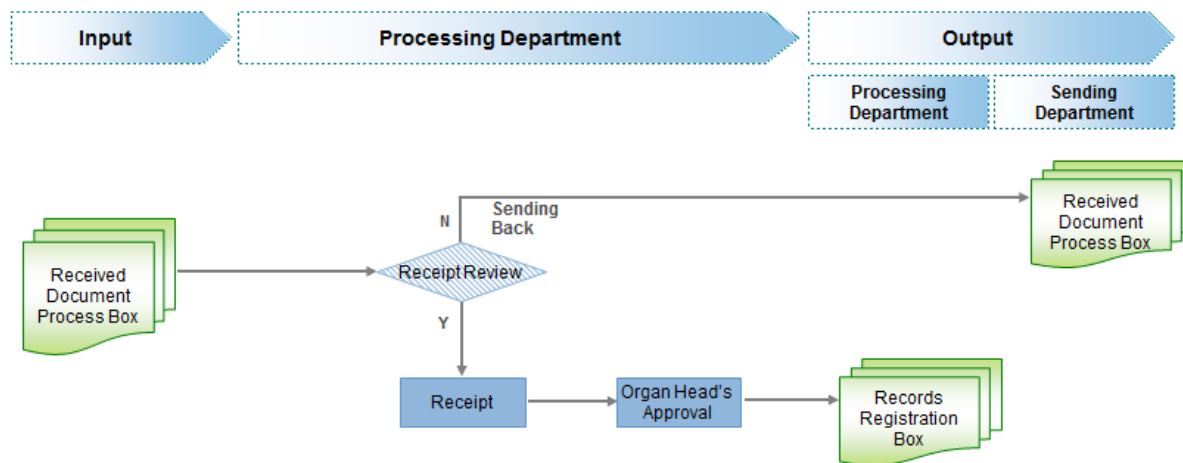 Input
Processing Department
Output
Processing
Department
Sending
Department
N
Sending
Back
Received
Document
Process Box
Received
Document
Process Box
Receipt Review
Y
Receipt
Organ Head's
Approval
Records
Registration
Box